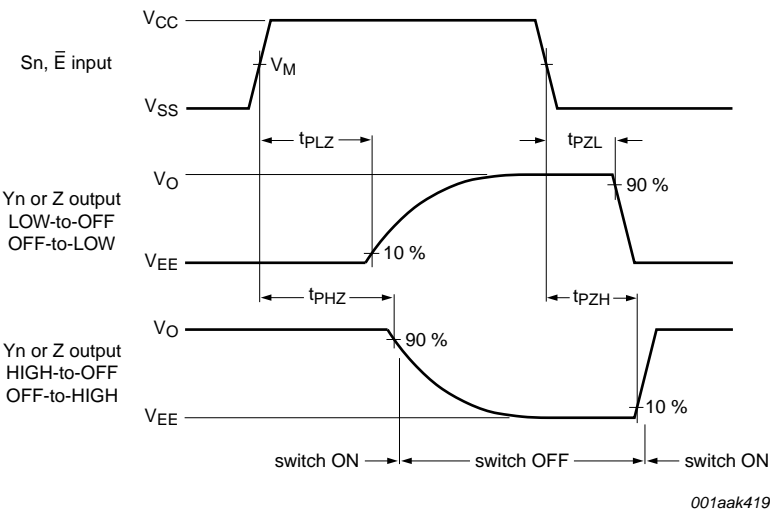 VCC
Sn, E̅ input
VM
VSS
tPLZ
tPZL
VO
Yn or Z output
LOW-to-OFF
OFF-to-LOW
90 %
10 %
VEE
tPHZ
tPZH
VO
Yn or Z output
HIGH-to-OFF
OFF-to-HIGH
90 %
10 %
VEE
switch ON
switch OFF
switch ON
001aak419